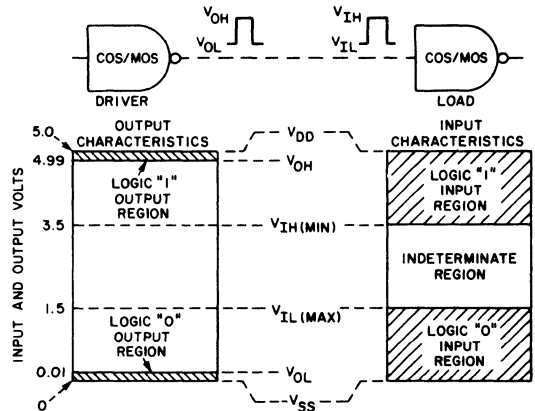 VOH
VOL
VIH
VIL
COS/MOS
COS/MOS
DRIVER
LOAD
OUTPUT
CHARACTERISTICS
INPUT
CHARACTERISTICS
INPUT AND OUTPUT VOLTS
5.0
4.99
3.5
1.5
0.01
0
LOGIC "1"
OUTPUT
REGION
LOGIC "0"
OUTPUT
REGION
VDD
VOH
VIH(MIN)
VIL(MAX)
VOL
VSS
LOGIC "1"
INPUT
REGION
INDETERMINATE
REGION
LOGIC "0"
INPUT
REGION